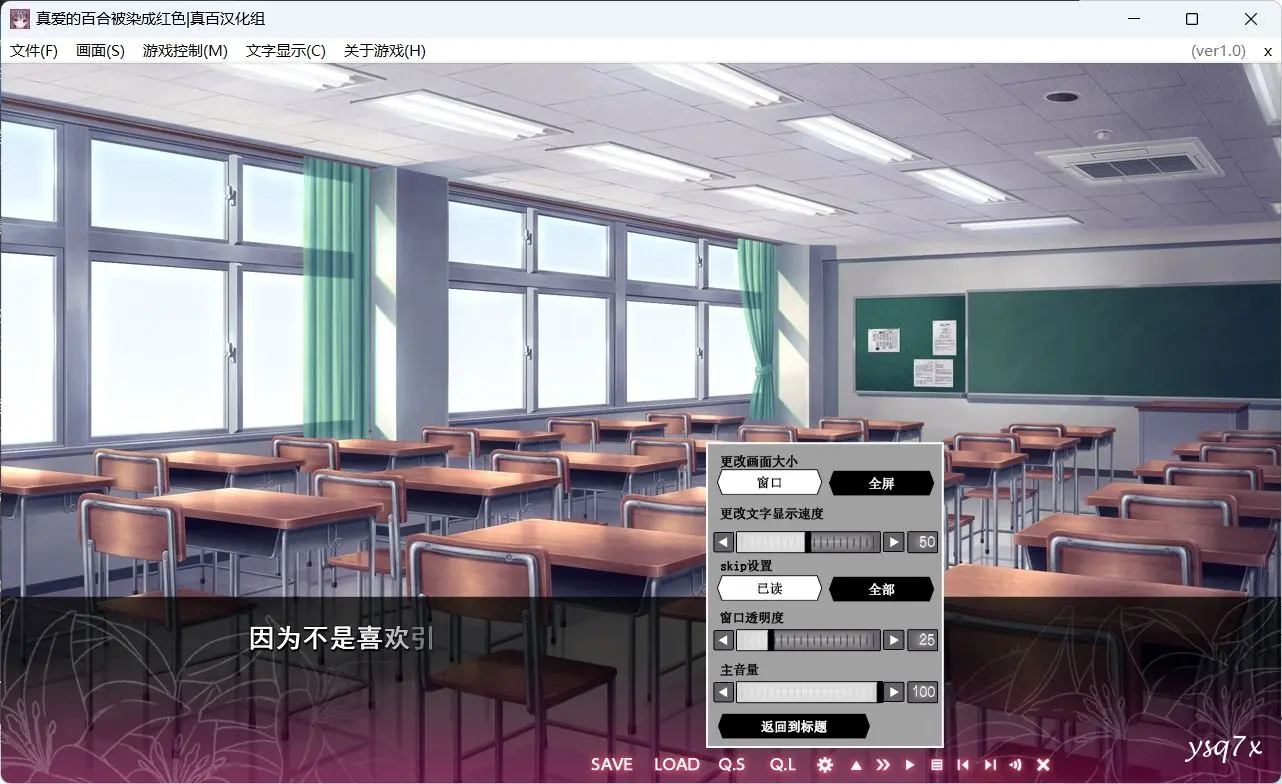 真爱的百合被染成红色|真百汉化组
文件(F) 画面(S) 游戏控制(M) 文字显示(C) 关于游戏(H) (ver1.0) x
更改画面大小
窗口 全屏
更改文字显示速度
50
skip设置
已读 全部
窗口透明度
25
主音量
100
返回到标题
因为不是喜欢引
SAVE LOAD Q.S Q.L
ysq7x